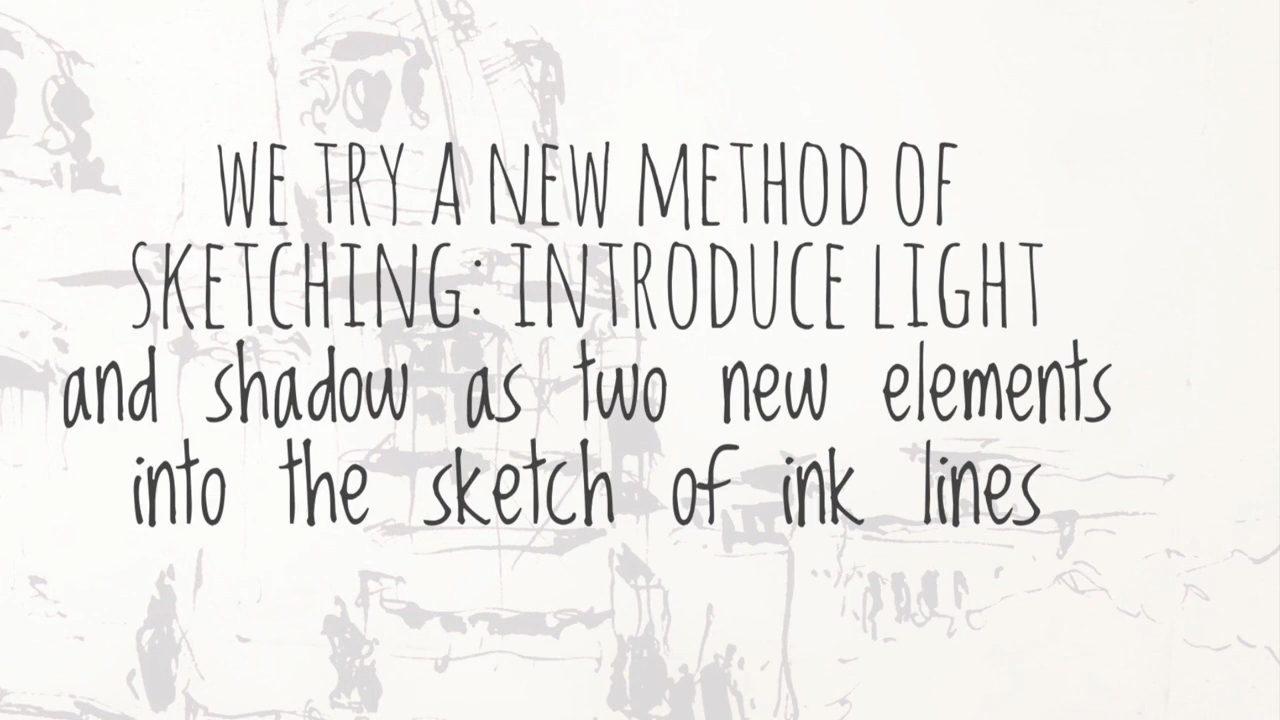 WE TRY A NEW METHOD OF
SKETCHING: INTRODUCE LIGHT
and shadow as two new elements
into the sketch of ink lines